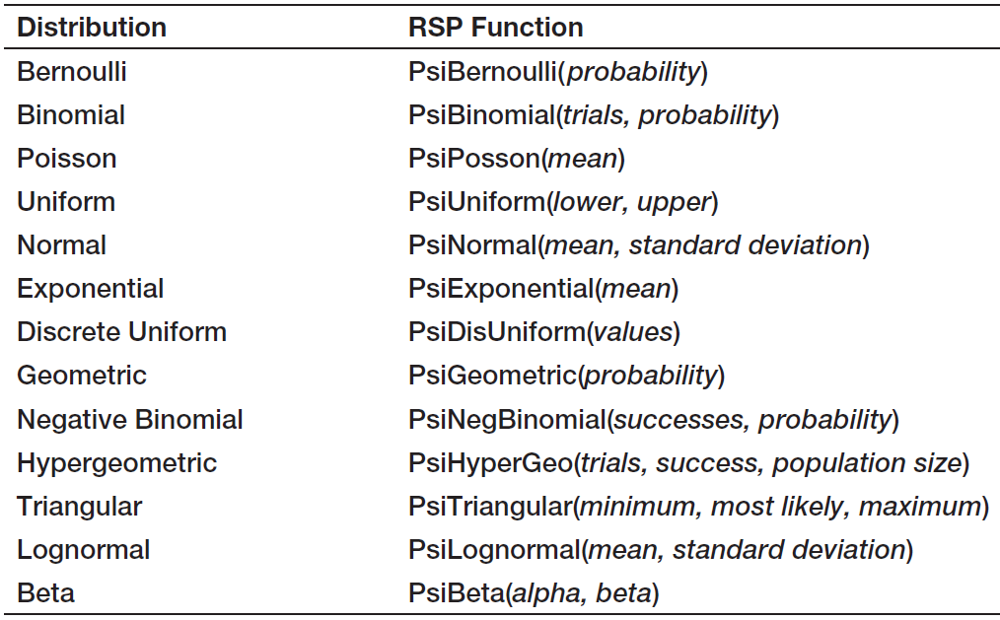 Distribution RSP Function
Bernoulli PsiBernoulli(probability)
Binomial PsiBinomial(trials, probability)
Poisson PsiPosson(mean)
Uniform PsiUniform(lower, upper)
Normal PsiNormal(mean, standard deviation)
Exponential PsiExponential(mean)
Discrete Uniform PsiDisUniform(values)
Geometric PsiGeometric(probability)
Negative Binomial PsiNegBinomial(successes, probability)
Hypergeometric PsiHyperGeo(trials, success, population size)
Triangular PsiTriangular(minimum, most likely, maximum)
Lognormal PsiLognormal(mean, standard deviation)
Beta PsiBeta(alpha, beta)